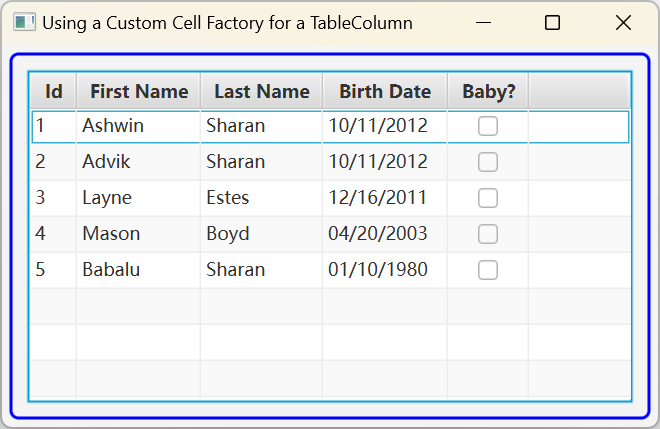 Using a Custom Cell Factory for a TableColumn
Id First Name Last Name Birth Date Baby?
1 Ashwin Sharan 10/11/2012
2 Advik Sharan 10/11/2012
3 Layne Estes 12/16/2011
4 Mason Boyd 04/20/2003
5 Babalu Sharan 01/10/1980